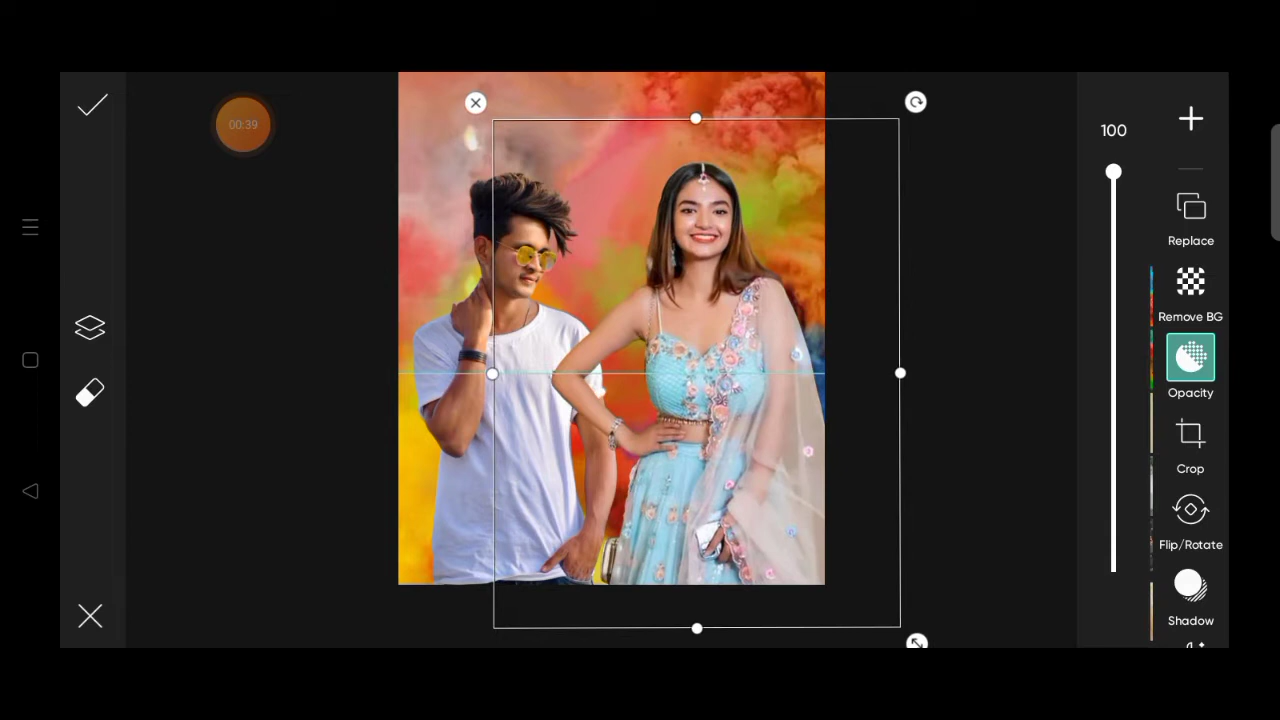 00:39
100
Replace
Remove BG
Opacity
Crop
Flip/Rotate
Shadow